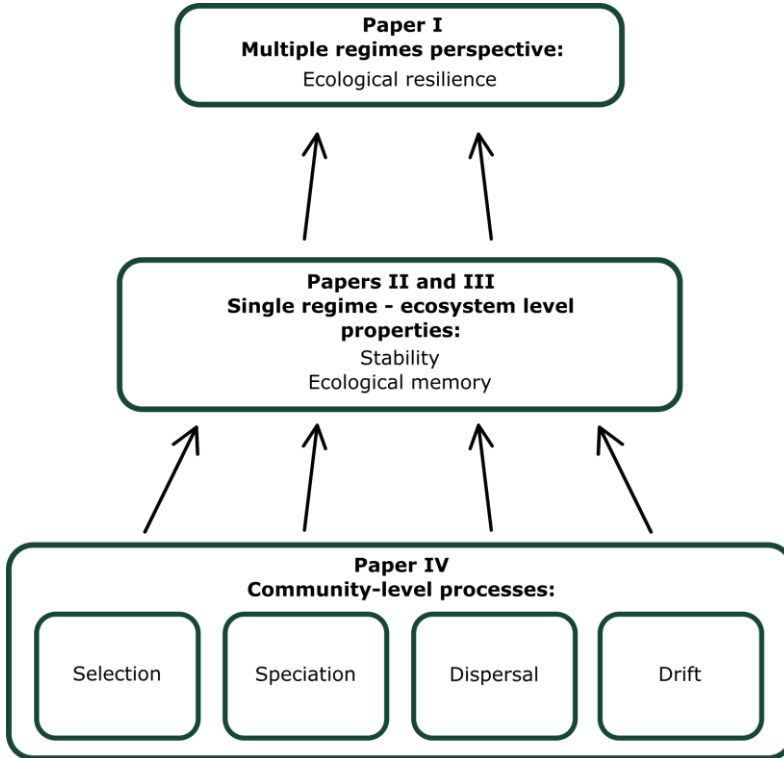 Paper I
Multiple regimes perspective:
Ecological resilience
Papers II and III
Single regime - ecosystem level
properties:
Stability
Ecological memory
Paper IV
Community-level processes:
Selection
Speciation
Dispersal
Drift